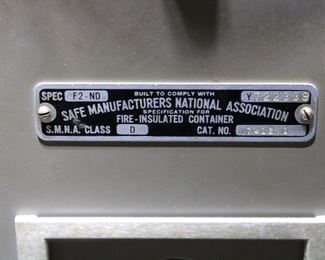 SPEC F2-ND BUILT TO COMPLY WITH
SAFE MANUFACTURERS NATIONAL ASSOCIATION
SPECIFICATION FOR
FIRE-INSULATED CONTAINER
S.M.N.A. CLASS D CAT. NO.